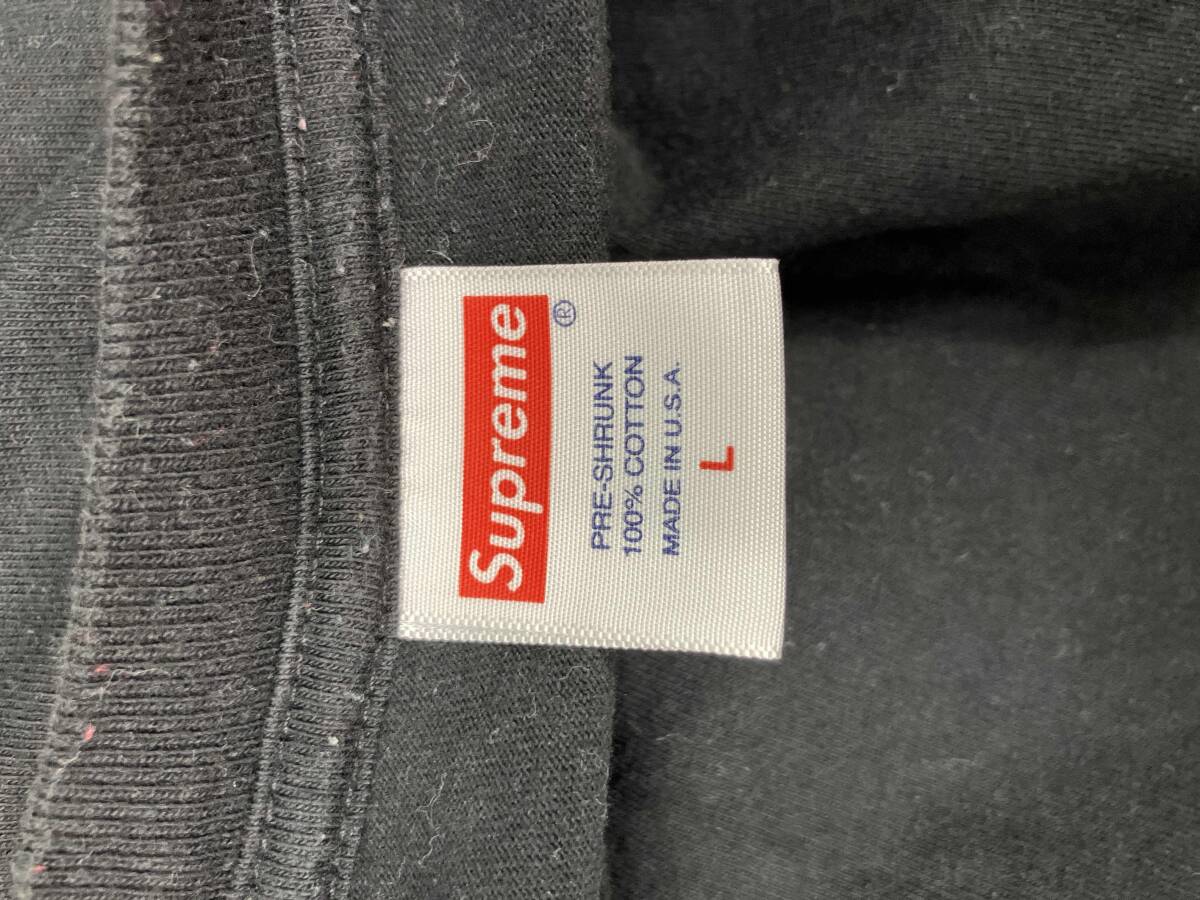 Supreme
®
PRE-SHRUNK
100% COTTON
MADE IN U.S.A.
L